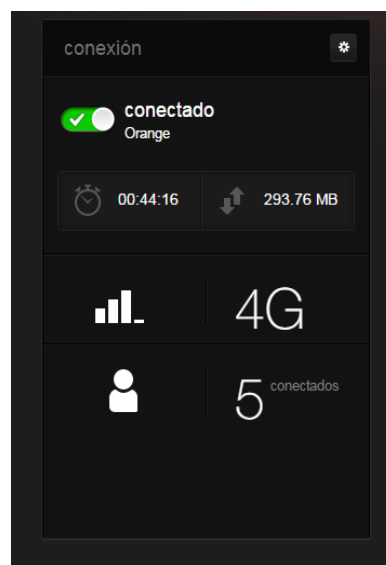 conexión
conectado
Orange
00:44:16
293.76 MB
4G
5 conectados